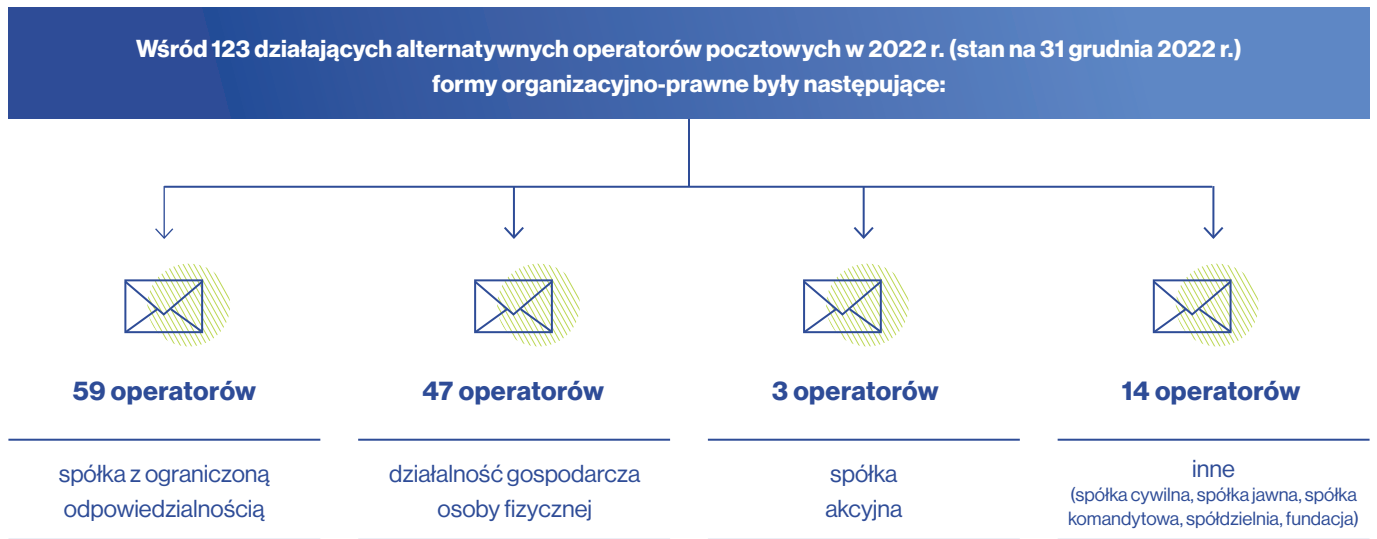 Wśród 123 działających alternatywnych operatorów pocztowych w 2022 r. (stan na 31 grudnia 2022 r.)
formy organizacyjno-prawne były następujące:
59 operatorów
spółka z ograniczoną
odpowiedzialnością
47 operatorów
działalność gospodarcza
osoby fizycznej
3 operatorów
spółka
akcyjna
14 operatorów
inne
(spółka cywilna, spółka jawna, spółka
komandytowa, spółdzielnia, fundacja)